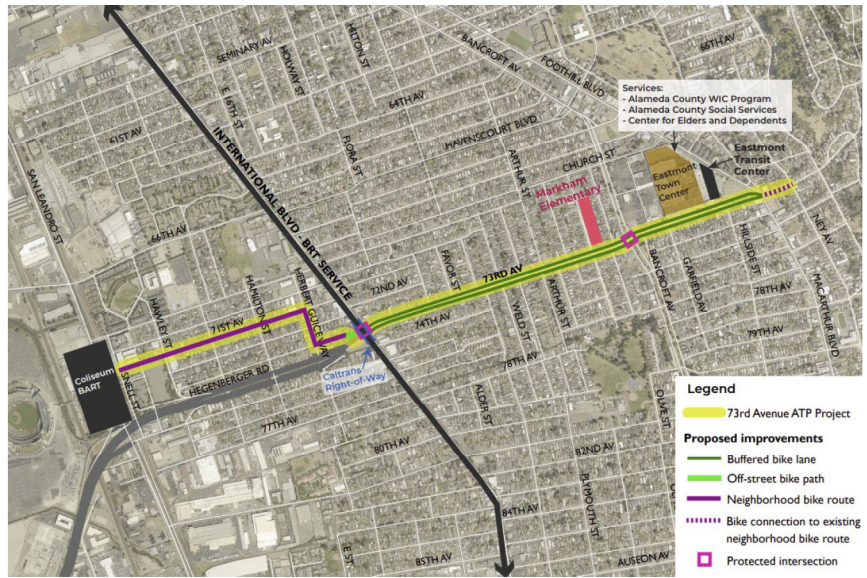 SEMINARY AV
HOLWAY ST
HILTON ST
BANCROFT AV
FOOTHILL BLVD
66TH AV
E 16TH ST
64TH AV
Services:
- Alameda County WIC Program
- Alameda County Social Services
- Center for Elders and Dependents
61ST AV
INTERNATIONAL BLVD - BRT SERVICE
FLORA ST
HAVENSCOURT BLVD
ARTHUR ST
CHURCH ST
Eastmont
Transit
Center
SAN LEANDRO ST
Markham
Elementary
Eastmont
Town
Center
66TH AV
72ND AV
FAVOR ST
73RD AV
HAWLEY ST
HAMILTON ST
HERBERT GUICE WAY
71ST AV
74TH AV
WELD ST
ARTHUR ST
BANCROFT AV
GARFIELD AV
HILLSIDE ST
NEY AV
78TH AV
MACARTHUR BLVD
79TH AV
Coliseum
BART
SNELL ST
HEGENBERGER RD
Caltrans
Right-of-Way
78TH AV
77TH AV
80TH AV
ALDER ST
OLIVE ST
82ND AV
PLYMOUTH ST
84TH AV
E ST
85TH AV
AUSEON AV
Legend
73rd Avenue ATP Project
Proposed improvements
Buffered bike lane
Off-street bike path
Neighborhood bike route
Bike connection to existing
neighborhood bike route
Protected intersection